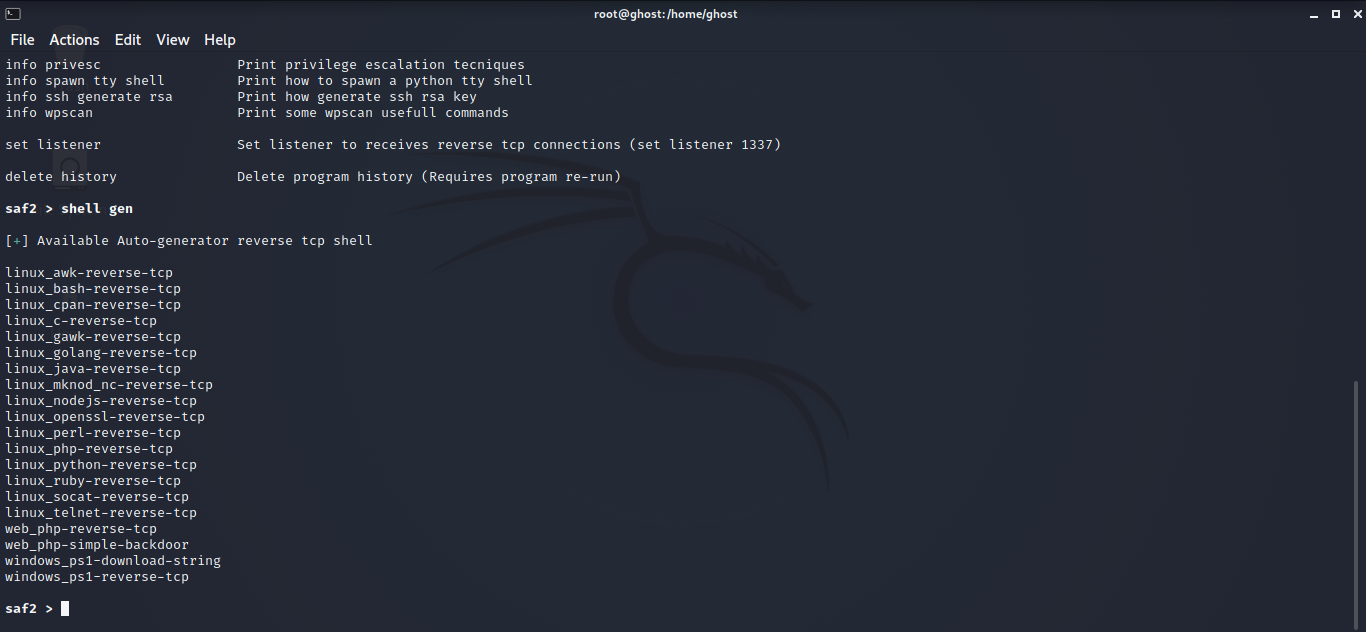 root@ghost:/home/ghost
File Actions Edit View Help
info privesc Print privilege escalation tecniques
info spawn tty shell Print how to spawn a python tty shell
info ssh generate rsa Print how generate ssh rsa key
info wpscan Print some wpscan usefull commands
set listener Set listener to receives reverse tcp connections (set listener 1337)
delete history Delete program history (Requires program re-run)
saf2 > shell gen
[+] Available Auto-generator reverse tcp shell
linux_awk-reverse-tcp
linux_bash-reverse-tcp
linux_cpan-reverse-tcp
linux_c-reverse-tcp
linux_gawk-reverse-tcp
linux_golang-reverse-tcp
linux_java-reverse-tcp
linux_mknod_nc-reverse-tcp
linux_nodejs-reverse-tcp
linux_openssl-reverse-tcp
linux_perl-reverse-tcp
linux_php-reverse-tcp
linux_python-reverse-tcp
linux_ruby-reverse-tcp
linux_socat-reverse-tcp
linux_telnet-reverse-tcp
web_php-reverse-tcp
web_php-simple-backdoor
windows_ps1-download-string
windows_ps1-reverse-tcp
saf2 >